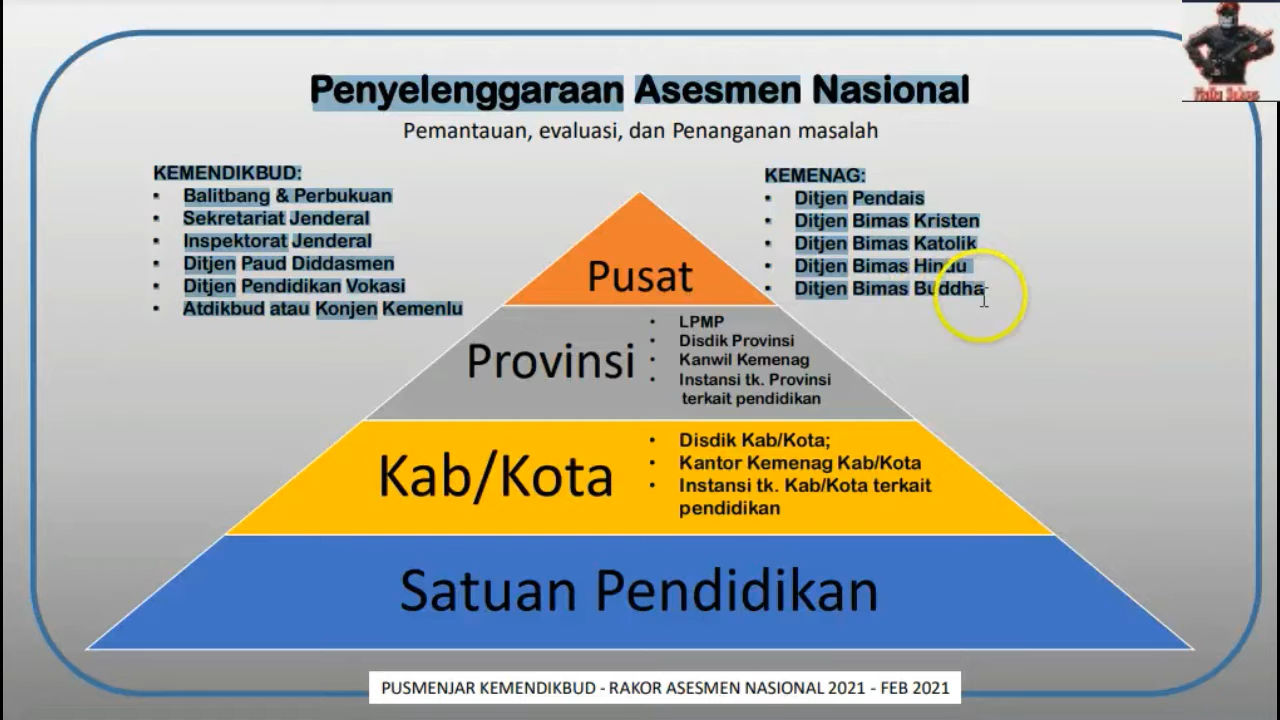 Penyelenggaraan Asesmen Nasional
Pemantauan, evaluasi, dan Penanganan masalah
KEMENDIKBUD:
• Balitbang & Perbukuan
• Sekretariat Jenderal
• Inspektorat Jenderal
• Ditjen Paud Diddasmen
• Ditjen Pendidikan Vokasi
• Atdikbud atau Konjen Kemenlu
KEMENAG:
• Ditjen Pendais
• Ditjen Bimas Kristen
• Ditjen Bimas Katolik
• Ditjen Bimas Hindu
• Ditjen Bimas Buddha
Pusat
Provinsi
• LPMP
• Disdik Provinsi
• Kanwil Kemenag
• Instansi tk. Provinsi
terkait pendidikan
Kab/Kota
• Disdik Kab/Kota;
• Kantor Kemenag Kab/Kota
• Instansi tk. Kab/Kota terkait
pendidikan
Satuan Pendidikan
PUSMENJAR KEMENDIKBUD - RAKOR ASESMEN NASIONAL 2021 - FEB 2021